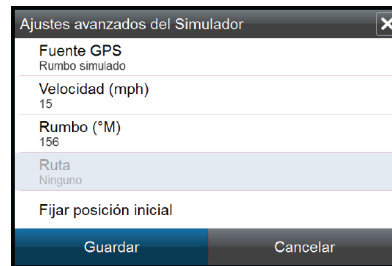 Ajustes avanzados del Simulador
Fuente GPS
Rumbo simulado
Velocidad (mph)
15
Rumbo (°M)
156
Ruta
Ninguno
Fijar posición inicial
Guardar Cancelar